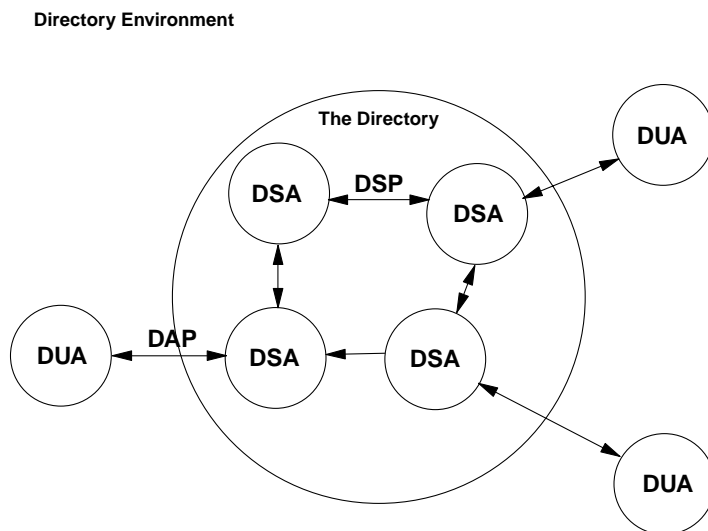 Directory Environment
The Directory
DUA
DSA
DSP
DSA
DAP
DUA
DSA
DSA
DUA